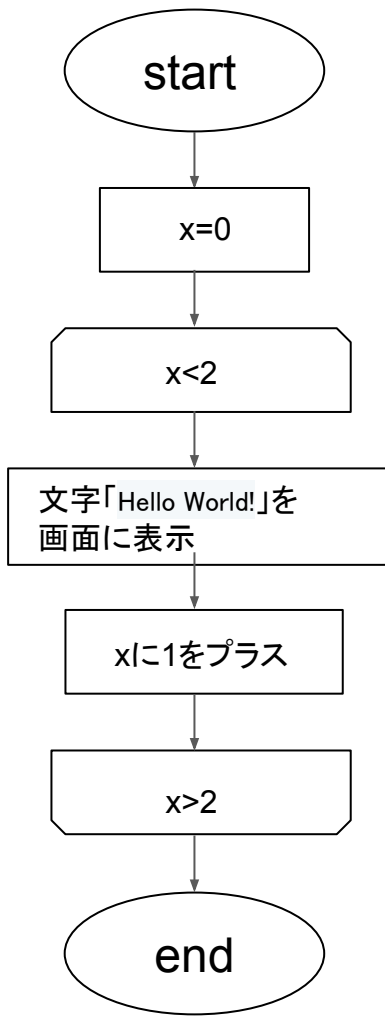 start
x=0
x<2
文字「Hello World!」を
画面に表示
xに1をプラス
x>2
end